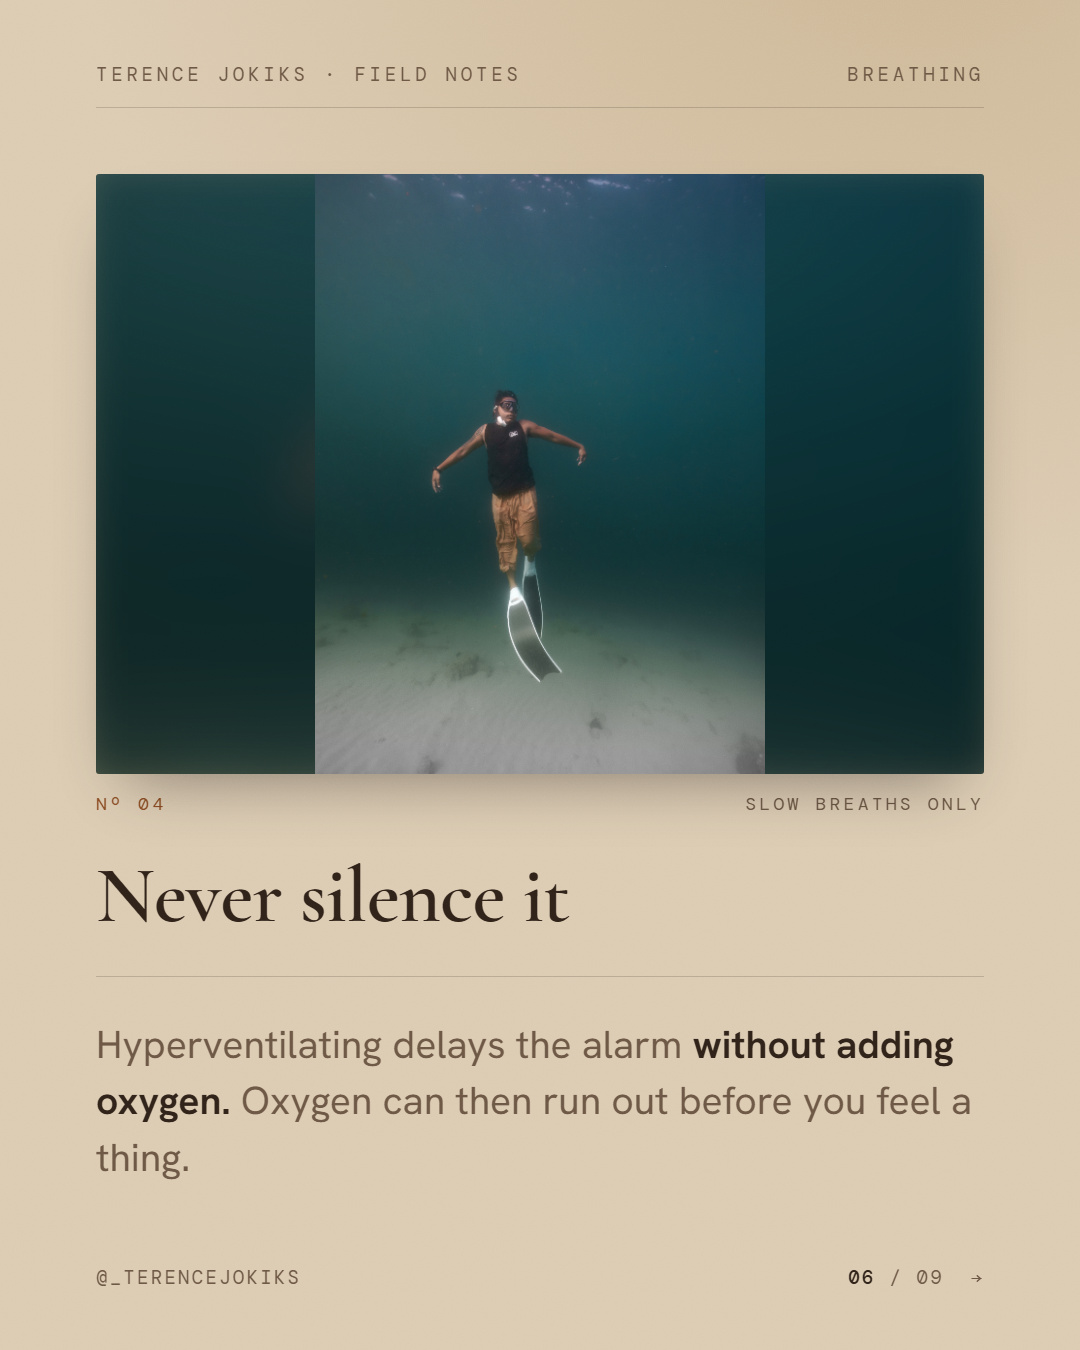 TERENCE JOKIKS · FIELD NOTES
BREATHING
Nº 04
SLOW BREATHS ONLY
Never silence it
Hyperventilating delays the alarm without adding
oxygen. Oxygen can then run out before you feel a
thing.
@_TERENCEJOKIKS
06 / 09 →